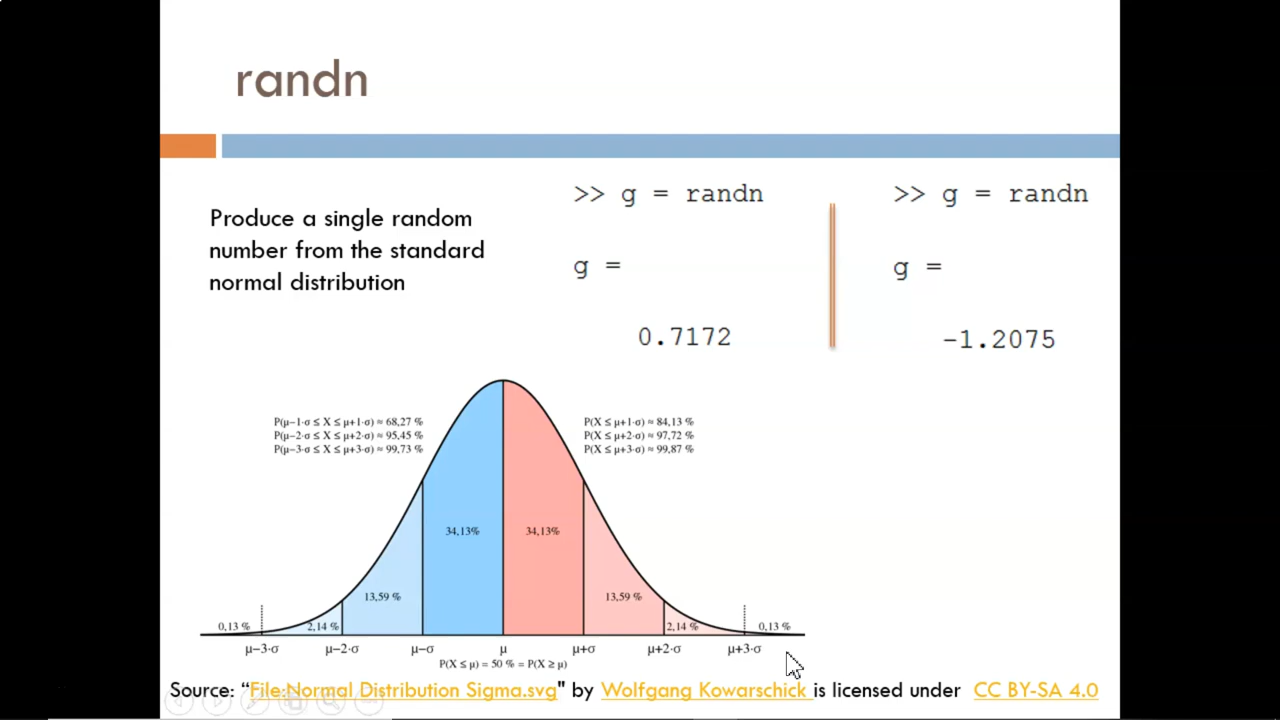 randn
Produce a single random
number from the standard
normal distribution
>> g = randn
g =
0.7172
>> g = randn
g =
-1.2075
P(μ−1·σ ≤ X ≤ μ+1·σ) ≈ 68,27 %
P(μ−2·σ ≤ X ≤ μ+2·σ) ≈ 95,45 %
P(μ−3·σ ≤ X ≤ μ+3·σ) ≈ 99,73 %
P(X ≤ μ+1·σ) ≈ 84,13 %
P(X ≤ μ+2·σ) ≈ 97,72 %
P(X ≤ μ+3·σ) ≈ 99,87 %
34,13% 34,13%
13,59 % 13,59 %
0,13 % 2,14 % 2,14 % 0,13 %
μ−3·σ μ−2·σ μ−σ μ μ+σ μ+2·σ μ+3·σ
P(X ≤ μ) = 50 % = P(X ≥ μ)
Source: “File:Normal Distribution Sigma.svg" by Wolfgang Kowarschick is licensed under CC BY-SA 4.0